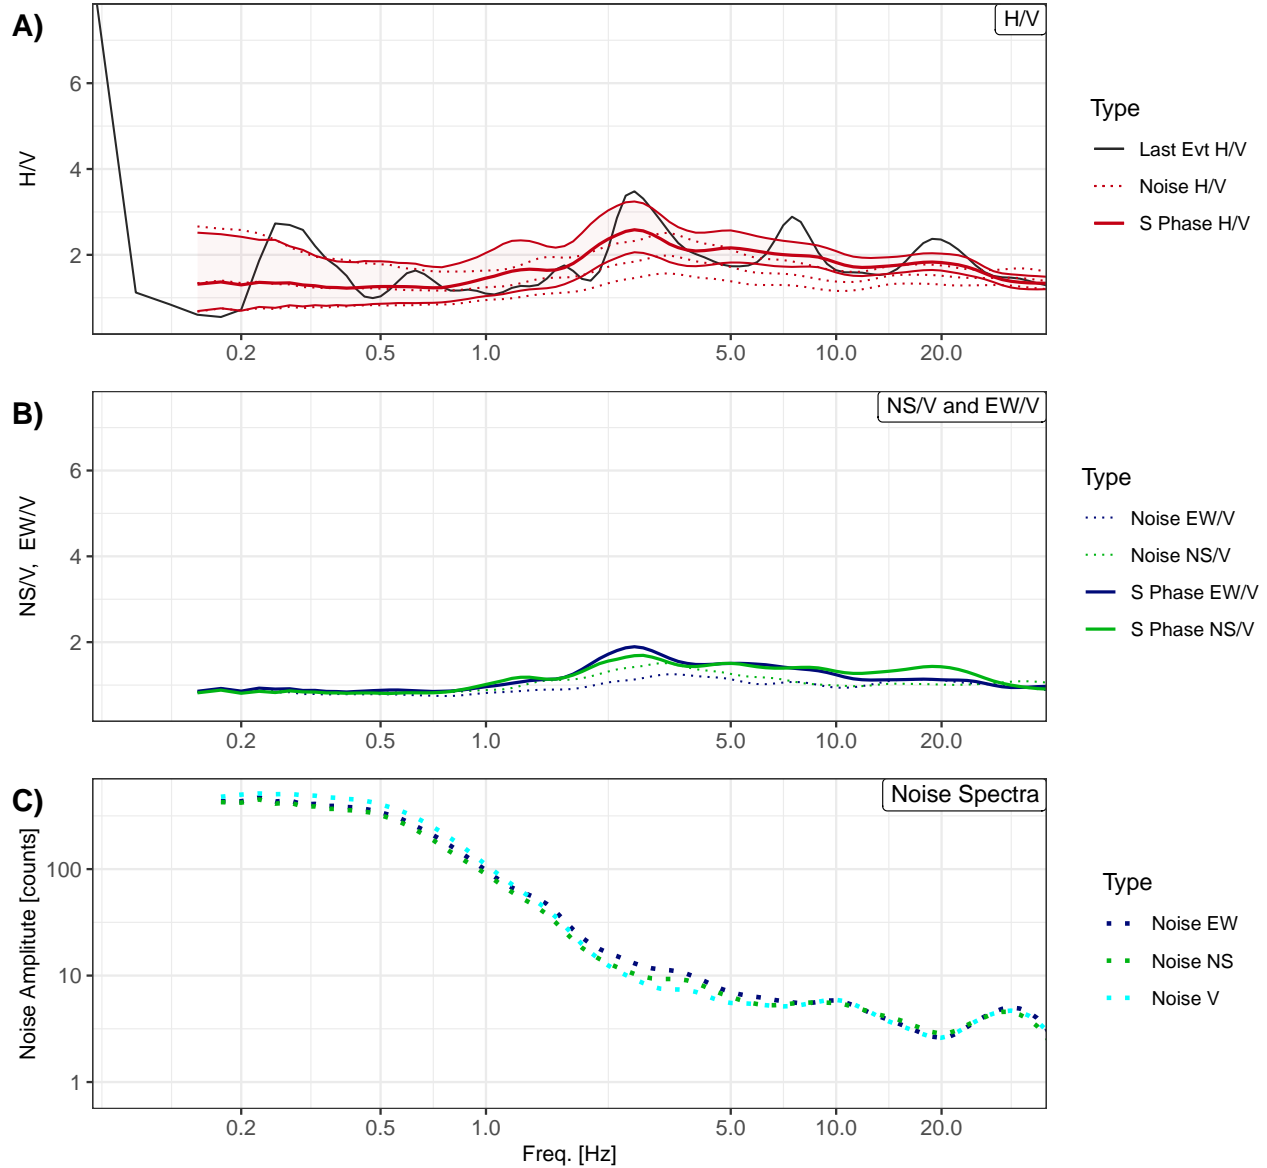 A)
H/V
6
4
2
H/V
0.2 0.5 1.0 5.0 10.0 20.0
Type
Last Evt H/V
Noise H/V
S Phase H/V
B)
NS/V and EW/V
6
4
2
NS/V, EW/V
0.2 0.5 1.0 5.0 10.0 20.0
Type
Noise EW/V
Noise NS/V
S Phase EW/V
S Phase NS/V
C)
Noise Spectra
100
10
1
Noise Amplitute [counts]
0.2 0.5 1.0 5.0 10.0 20.0
Freq. [Hz]
Type
Noise EW
Noise NS
Noise V